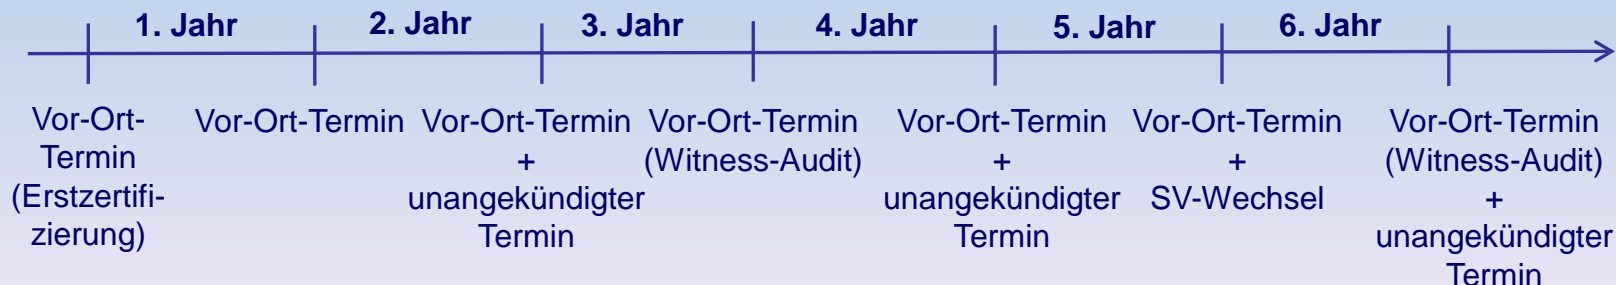 1. Jahr
2. Jahr
3. Jahr
4. Jahr
5. Jahr
6. Jahr
Vor-Ort-
Termin
(Erstzertifi-
zierung)
Vor-Ort-Termin
Vor-Ort-Termin
+
unangekündigter
Termin
Vor-Ort-Termin
(Witness-Audit)
Vor-Ort-Termin
+
unangekündigter
Termin
Vor-Ort-Termin
+
SV-Wechsel
Vor-Ort-Termin
(Witness-Audit)
+
unangekündigter
Termin